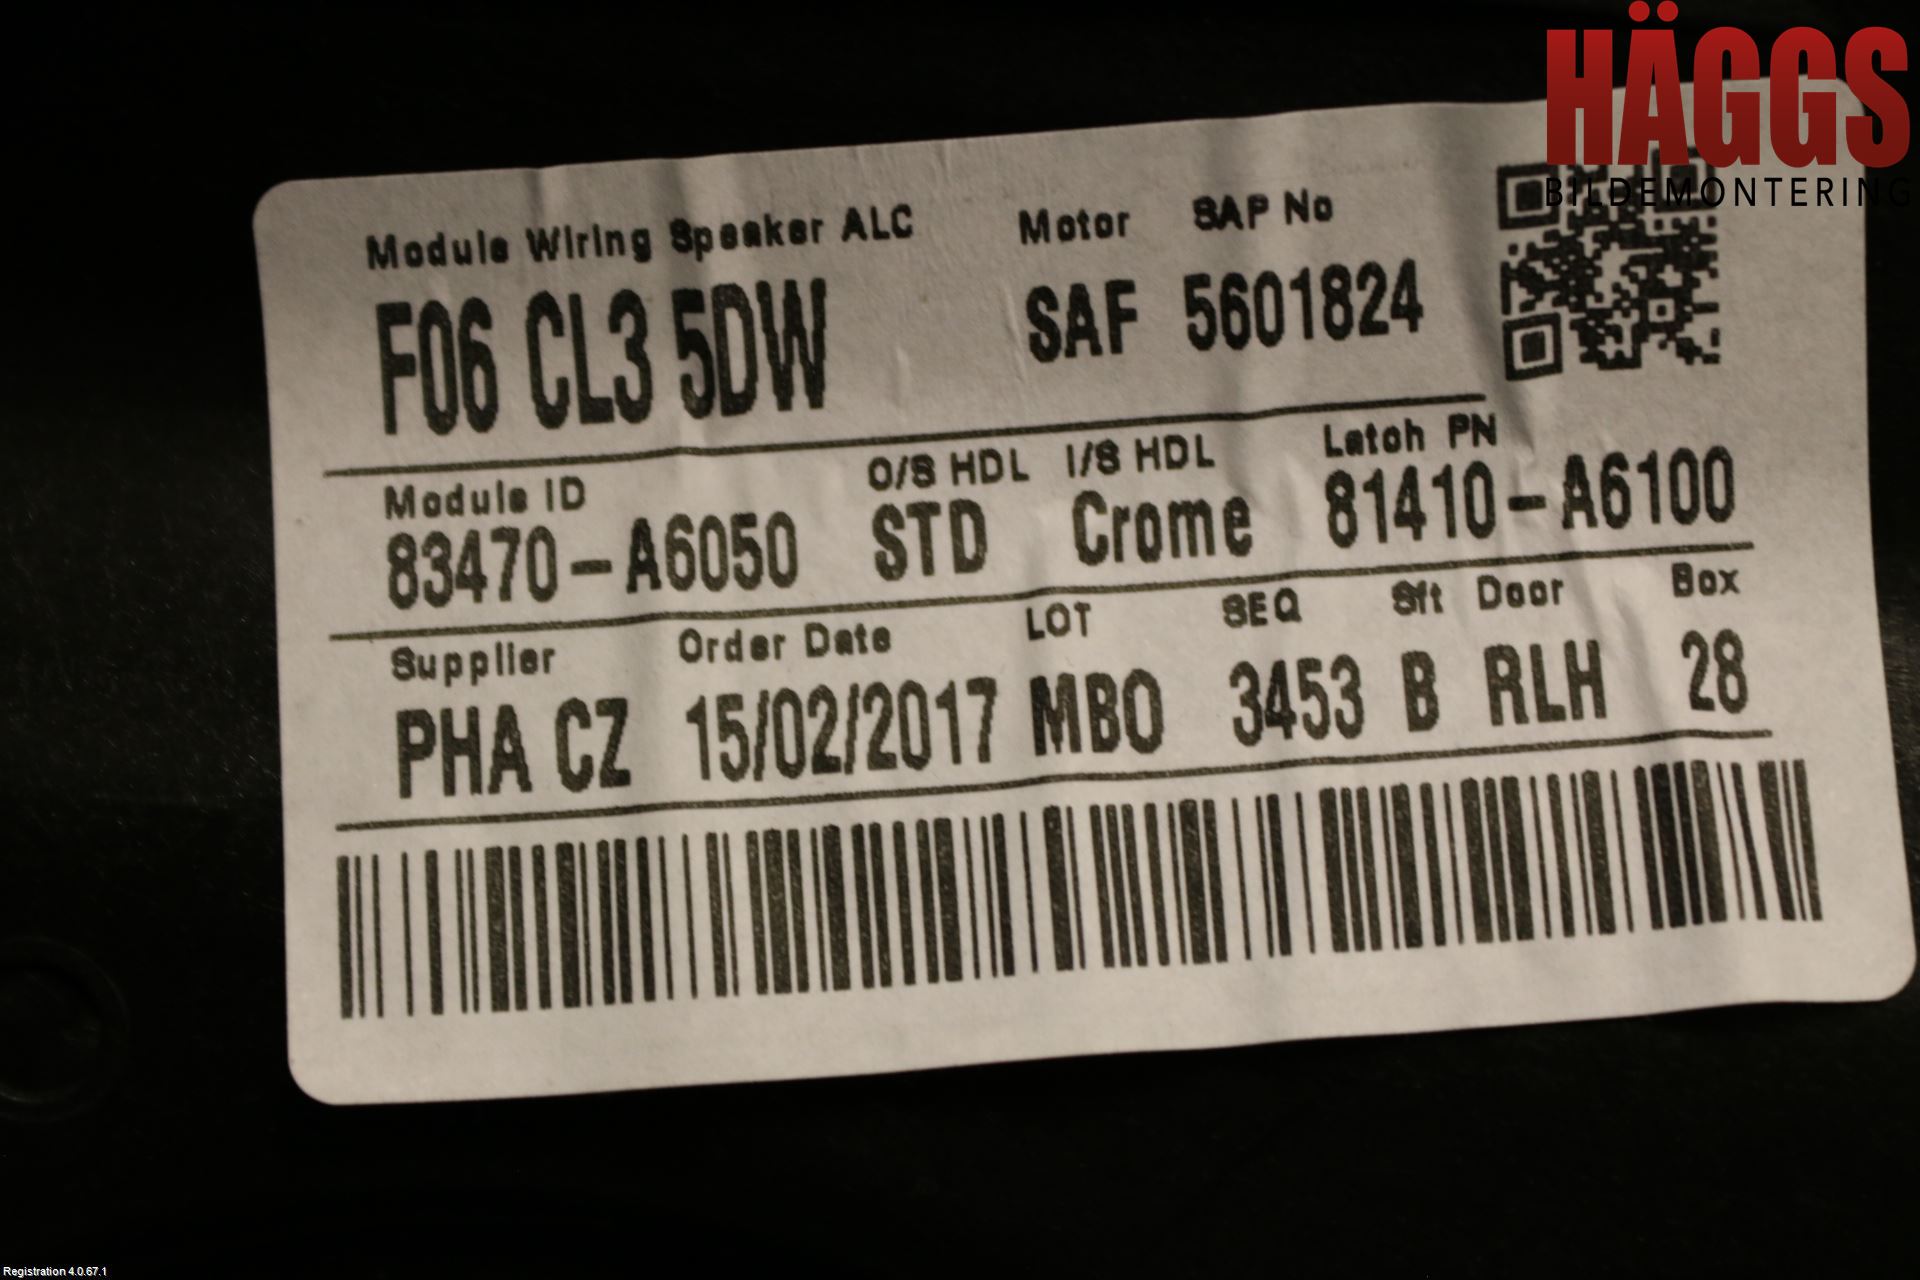 HÄGGS
BILDEMONTERING
Module Wiring Speaker ALC Motor SAP No
F06 CL3 5DW SAF 5601824
Module ID O/S HDL I/S HDL Latch PN
83470-A6050 STD Crome 81410-A6100
Supplier Order Date LOT SEQ Sft Door Box
PHA CZ 15/02/2017 MBO 3453 B RLH 28
Registration 4.0.67.1